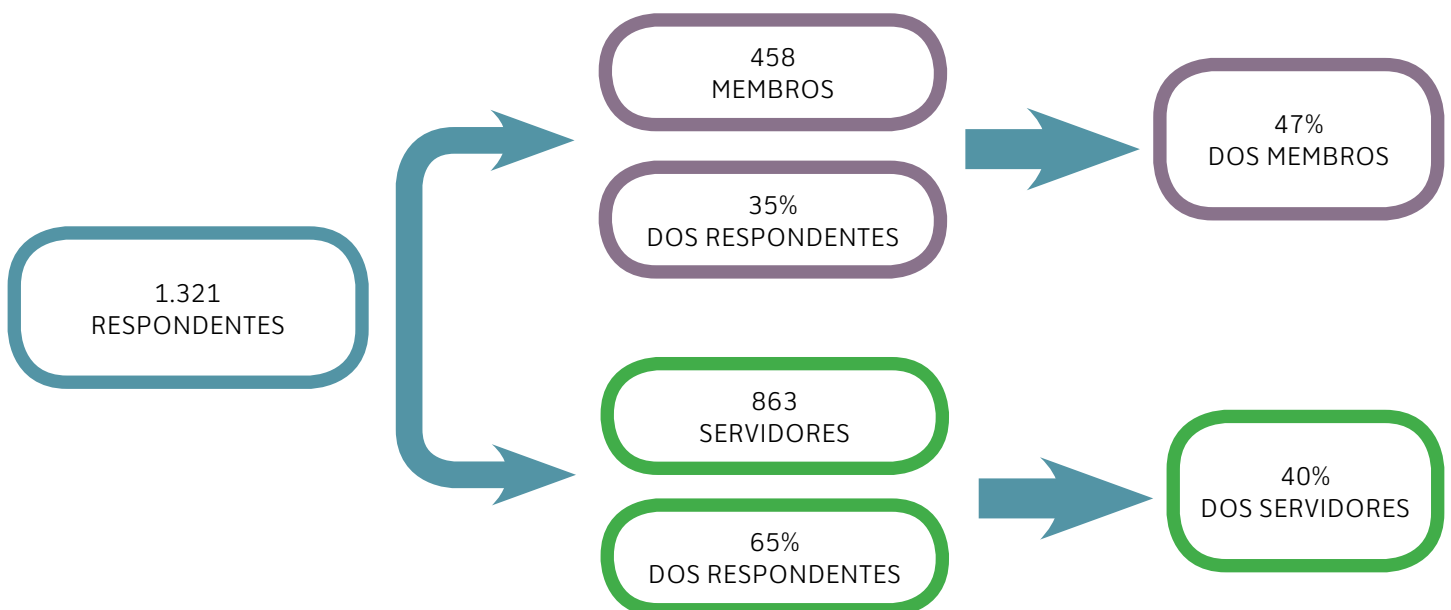 1.321
RESPONDENTES
458
MEMBROS
35%
DOS RESPONDENTES
47%
DOS MEMBROS
863
SERVIDORES
65%
DOS RESPONDENTES
40%
DOS SERVIDORES